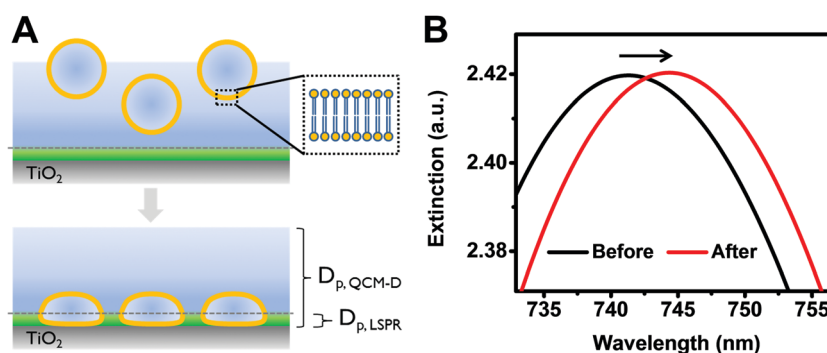 A
TiO₂
TiO₂
Dp, QCM-D
Dp, LSPR
B
Extinction (a.u.)
2.42
2.40
2.38
Before
After
735
740
745
750
755
Wavelength (nm)